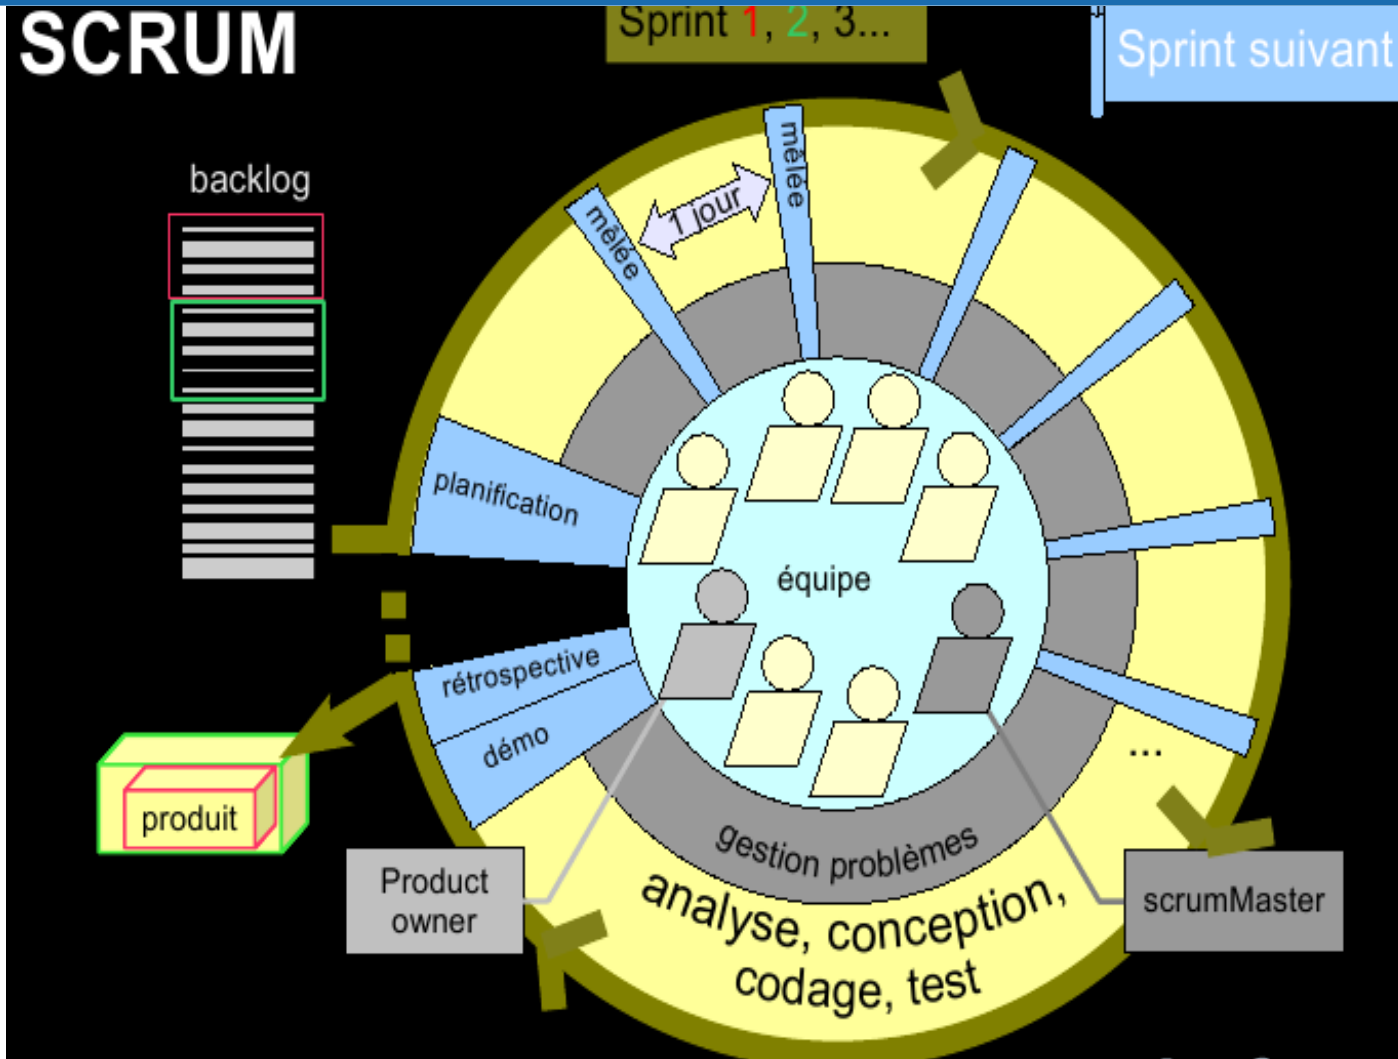 SCRUM
Sprint 1, 2, 3...
Sprint suivant
backlog
mêlée
1 jour
mêlée
planification
équipe
rétrospective
démo
...
produit
gestion problèmes
Product
owner
analyse, conception,
codage, test
scrumMaster